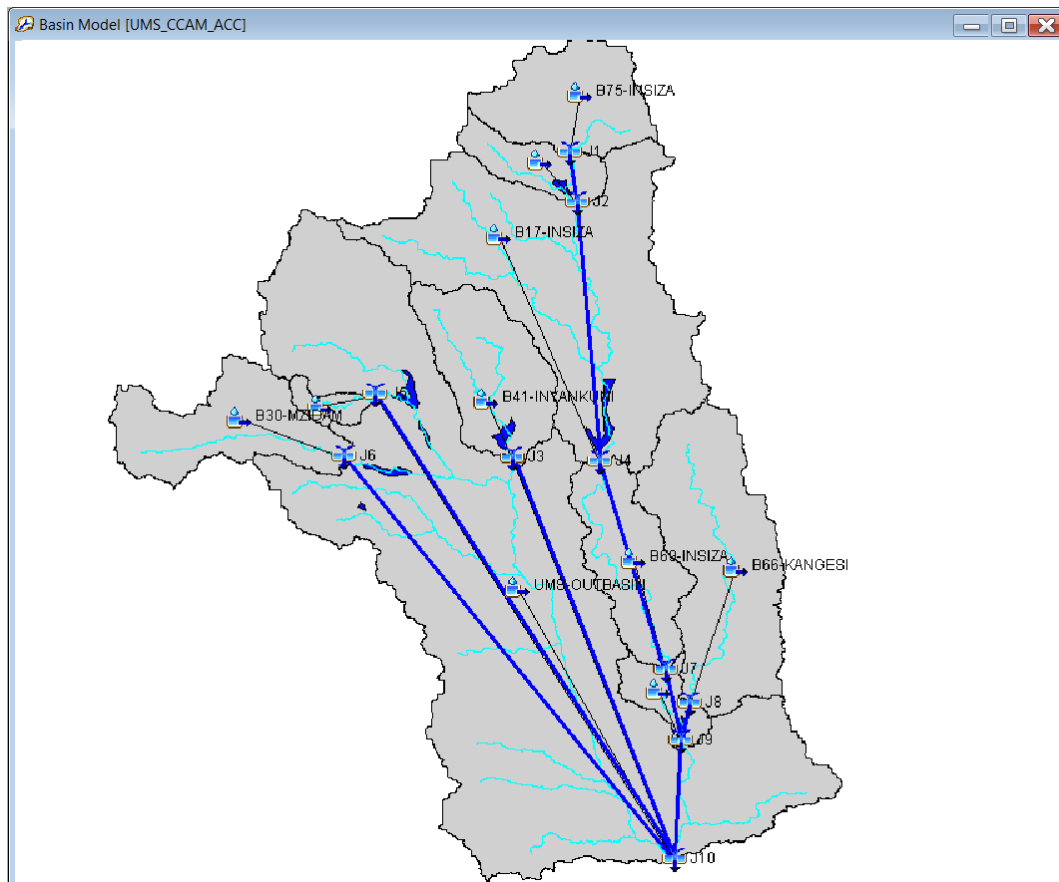 Basin Model [UMS_CCAM_ACC]
B75-INSIZA
J1
J2
B17-INSIZA
J5
B41-INYANKUNI
B30-MZIDAM
J6
J3
J4
B69-INSIZA
B66-KANGESI
UMS-OUTBASIN
J7
J8
J9
J10